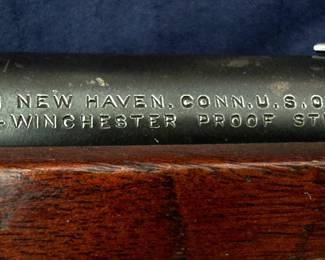 NEW HAVEN. CONN. U.S.
-WINCHESTER PROOF ST